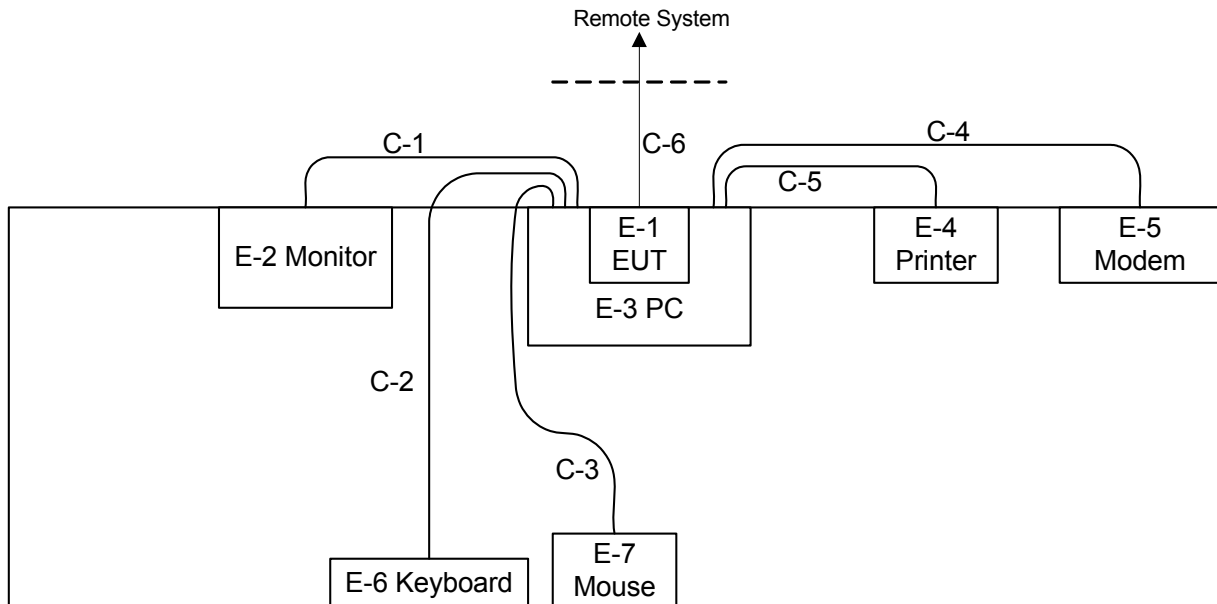 Remote System
C-1
C-6
C-4
C-5
E-2 Monitor
E-1
EUT
E-3 PC
E-4
Printer
E-5
Modem
C-2
C-3
E-6 Keyboard
E-7
Mouse